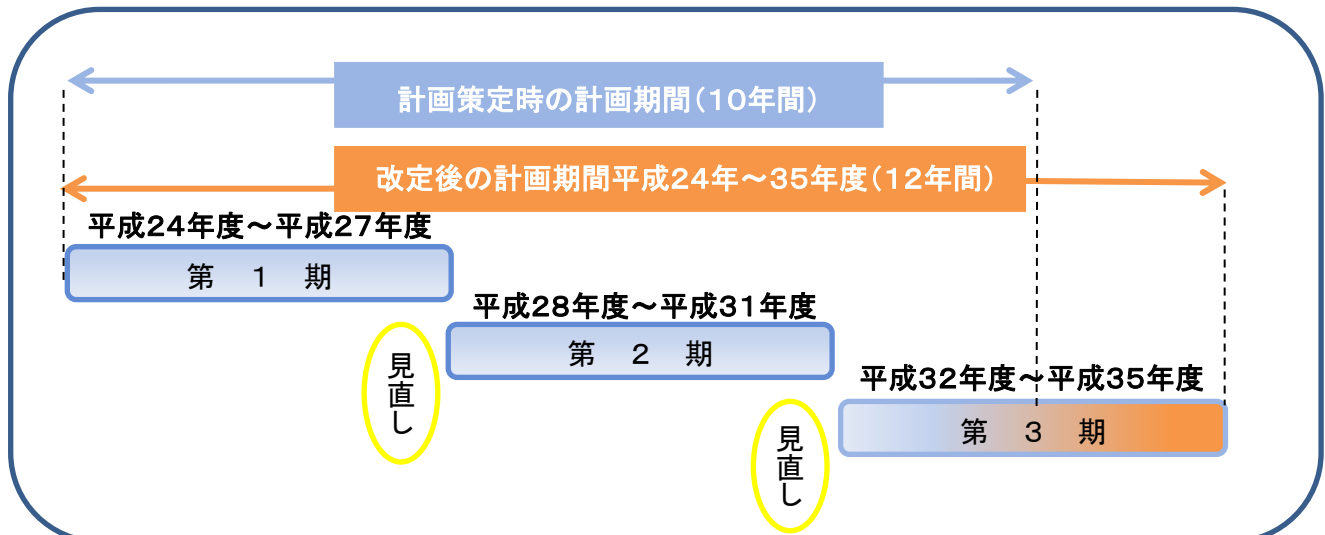 計画策定時の計画期間(10年間)
改定後の計画期間平成24年~35年度(12年間)
平成24年度~平成27年度
第 1 期
平成28年度~平成31年度
見直し
第 2 期
平成32年度~平成35年度
見直し
第 3 期